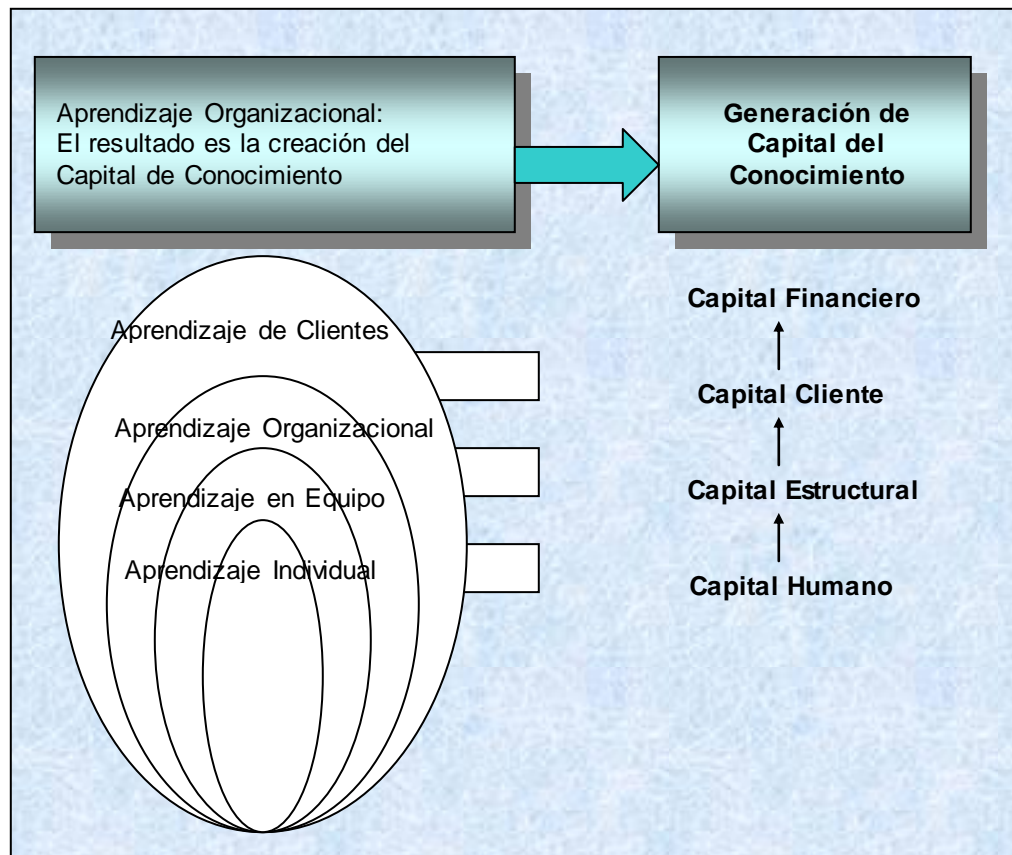 Aprendizaje Organizacional:
El resultado es la creación del
Capital de Conocimiento
Generación de
Capital del
Conocimiento
Aprendizaje de Clientes
Aprendizaje Organizacional
Aprendizaje en Equipo
Aprendizaje Individual
Capital Financiero
Capital Cliente
Capital Estructural
Capital Humano